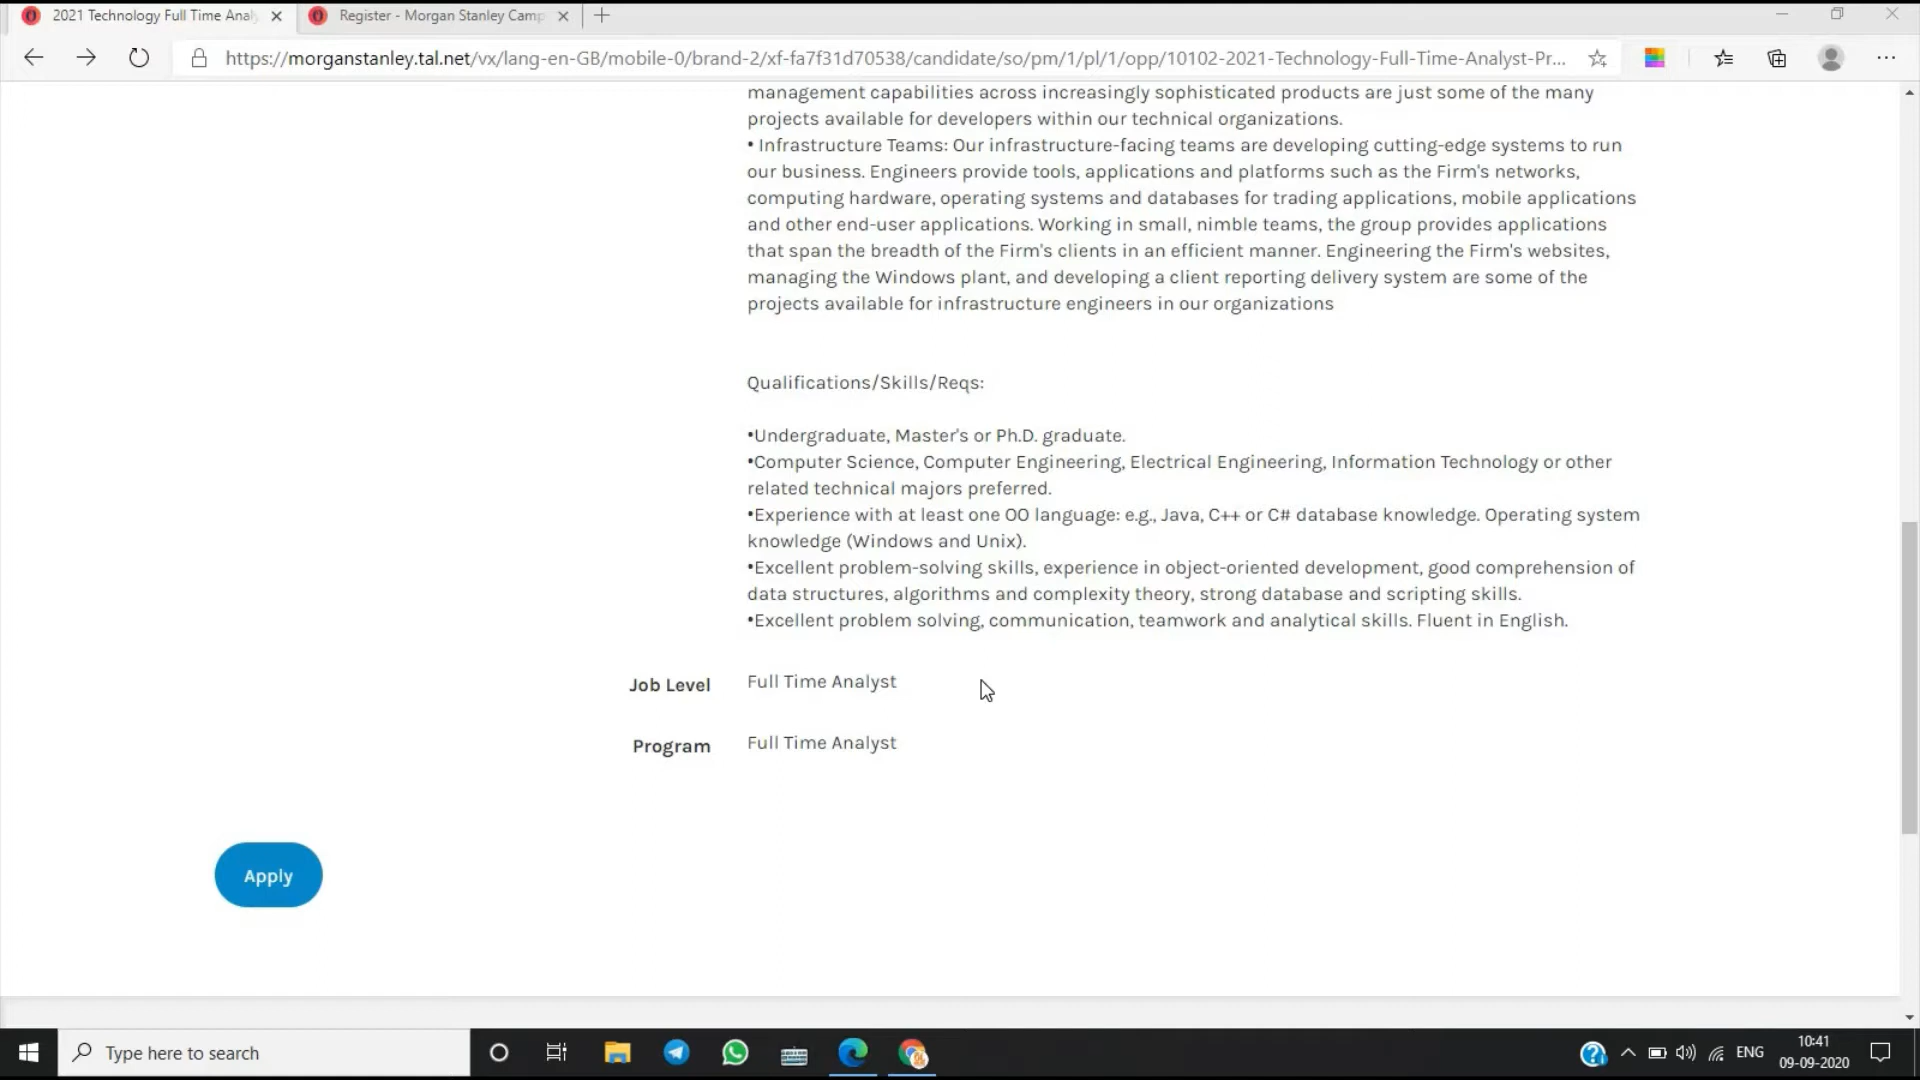 2021 Technology Full Time Analy
Register - Morgan Stanley Camp
https://morganstanley.tal.net/vx/lang-en-GB/mobile-0/brand-2/xf-fa7f31d70538/candidate/so/pm/1/pl/1/opp/10102-2021-Technology-Full-Time-Analyst-Pr...
management capabilities across increasingly sophisticated products are just some of the many
projects available for developers within our technical organizations.
• Infrastructure Teams: Our infrastructure-facing teams are developing cutting-edge systems to run
our business. Engineers provide tools, applications and platforms such as the Firm's networks,
computing hardware, operating systems and databases for trading applications, mobile applications
and other end-user applications. Working in small, nimble teams, the group provides applications
that span the breadth of the Firm's clients in an efficient manner. Engineering the Firm's websites,
managing the Windows plant, and developing a client reporting delivery system are some of the
projects available for infrastructure engineers in our organizations
Qualifications/Skills/Reqs:
•Undergraduate, Master's or Ph.D. graduate.
•Computer Science, Computer Engineering, Electrical Engineering, Information Technology or other
related technical majors preferred.
•Experience with at least one OO language: e.g., Java, C++ or C# database knowledge. Operating system
knowledge (Windows and Unix).
•Excellent problem-solving skills, experience in object-oriented development, good comprehension of
data structures, algorithms and complexity theory, strong database and scripting skills.
•Excellent problem solving, communication, teamwork and analytical skills. Fluent in English.
Job Level Full Time Analyst
Program Full Time Analyst
Apply
Type here to search
ENG
10:41
09-09-2020